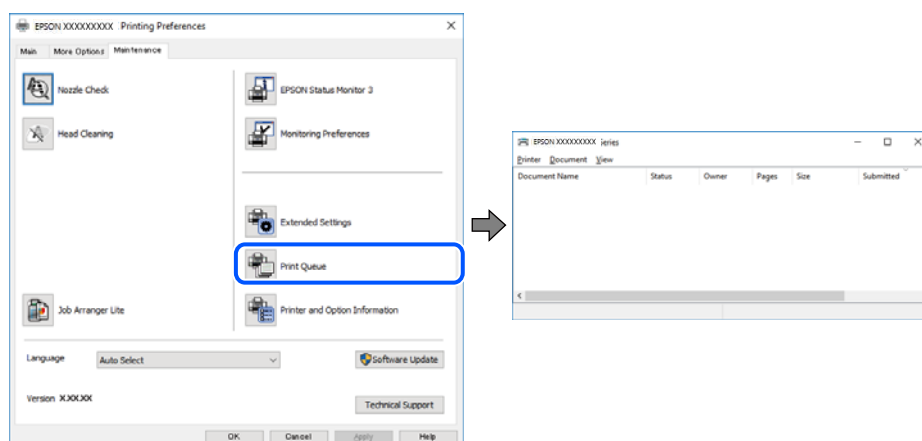 EPSON XXXXXXXXX Printing Preferences
Main More Options Maintenance
Nozzle Check
EPSON Status Monitor 3
Head Cleaning
Monitoring Preferences
Extended Settings
Print Queue
Job Arranger Lite
Printer and Option Information
Language Auto Select Software Update
Version X.XX.XX
Technical Support
OK Cancel Apply Help
EPSON XXXXXXXXX jeries
Printer Document View
Document Name Status Owner Pages Size Submitted